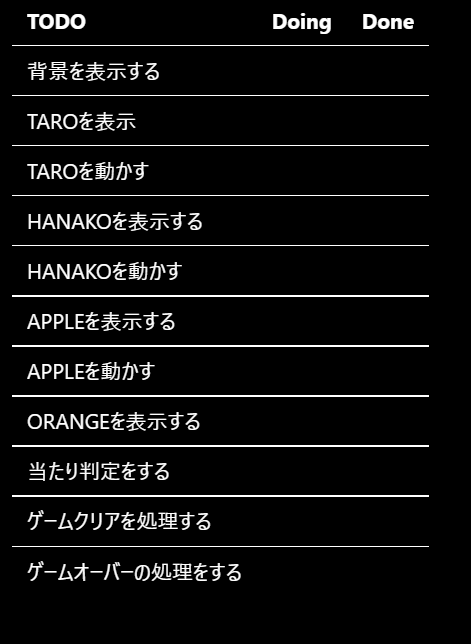 TODO Doing Done
背景を表示する
TAROを表示
TAROを動かす
HANAKOを表示する
HANAKOを動かす
APPLEを表示する
APPLEを動かす
ORANGEを表示する
当たり判定をする
ゲームクリアを処理する
ゲームオーバーの処理をする